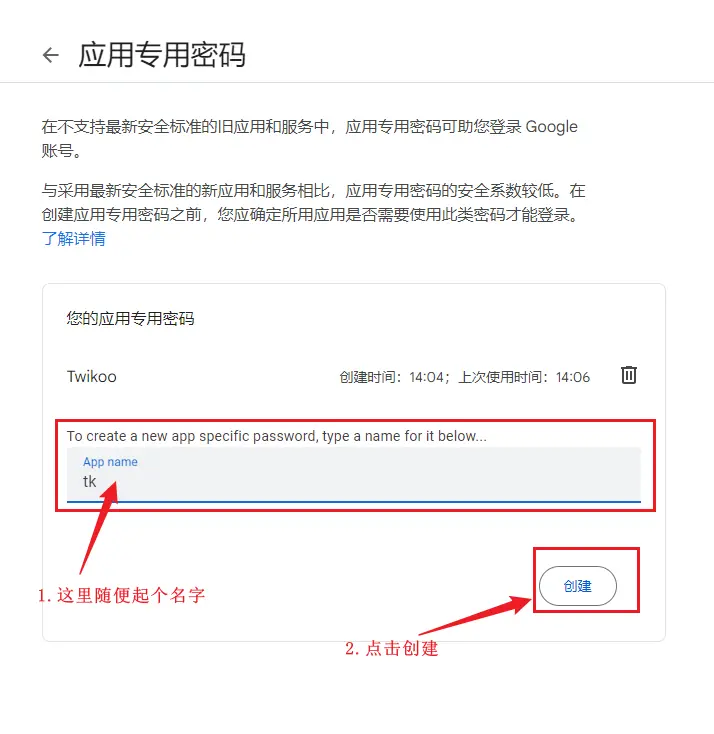 应用专用密码
在不支持最新安全标准的旧应用和服务中，应用专用密码可助您登录 Google
账号。
与采用最新安全标准的新应用和服务相比，应用专用密码的安全系数较低。在
创建应用专用密码之前，您应确定所用应用是否需要使用此类密码才能登录。
了解详情
您的应用专用密码
Twikoo 创建时间：14:04；上次使用时间：14:06
To create a new app specific password, type a name for it below...
App name
tk
创建
1.这里随便起个名字
2.点击创建